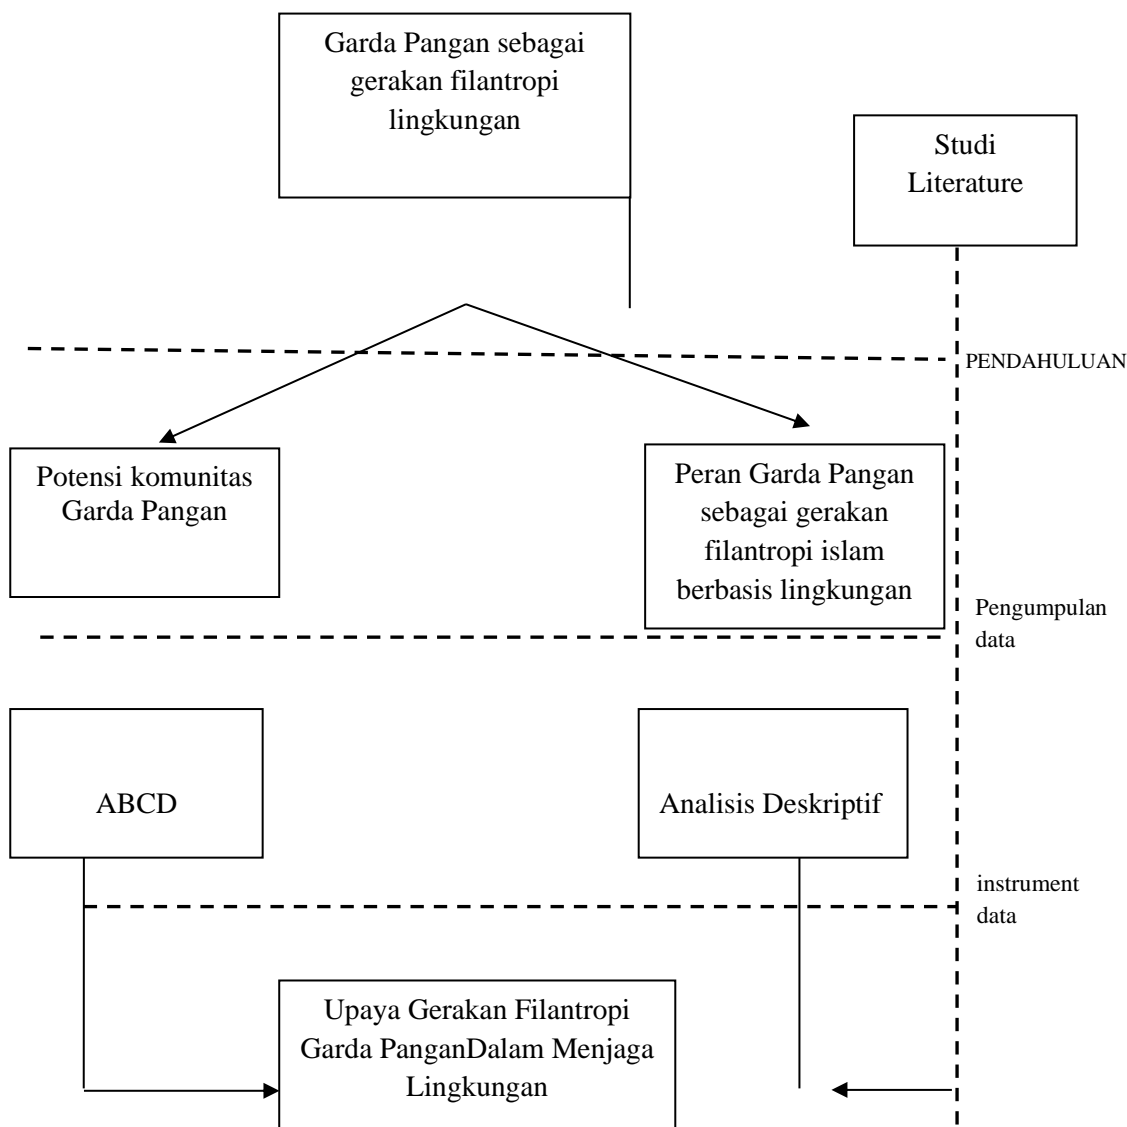 Garda Pangan sebagai
gerakan filantropi
lingkungan
Studi
Literature
PENDAHULUAN
Potensi komunitas
Garda Pangan
Peran Garda Pangan
sebagai gerakan
filantropi islam
berbasis lingkungan
Pengumpulan
data
ABCD
Analisis Deskriptif
instrument
data
Upaya Gerakan Filantropi
Garda PanganDalam Menjaga
Lingkungan